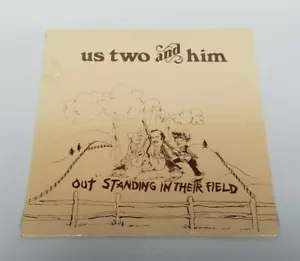 us two and him
OUT STANDING IN THEIR FIELD